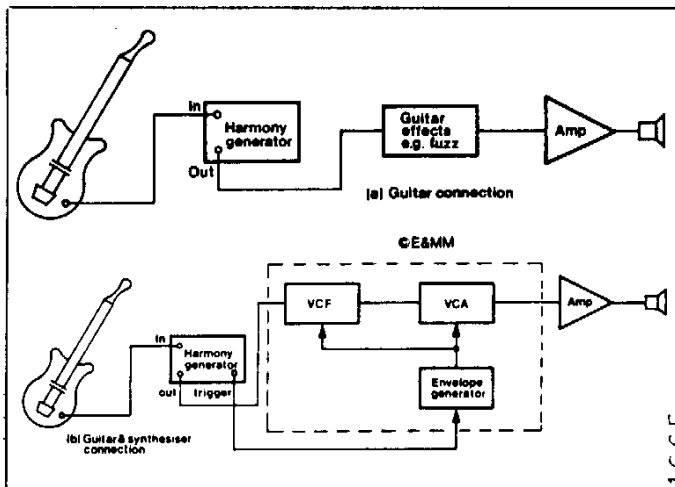 In
Harmony
generator
Out
Guitar
effects
e.g. fuzz
Amp
(a) Guitar connection
©E&MM
VCF
VCA
Amp
In
Harmony
generator
out trigger
Envelope
generator
(b) Guitar & synthesiser
connection